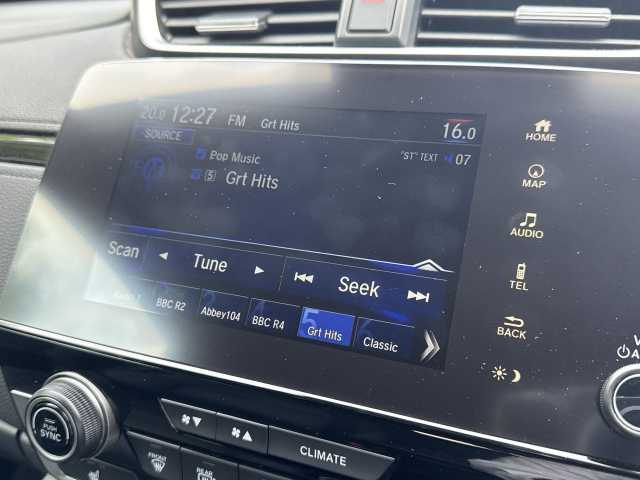 20.0 12:27 FM Grt Hits 16.0
SOURCE
Pop Music "ST" TEXT 07
5 Grt Hits
Scan Tune Seek
BBC R2 Abbey104 BBC R4 5 Grt Hits Classic
HOME
MAP
AUDIO
TEL
BACK
PUSH
SYNC
CLIMATE
FRONT
REAR